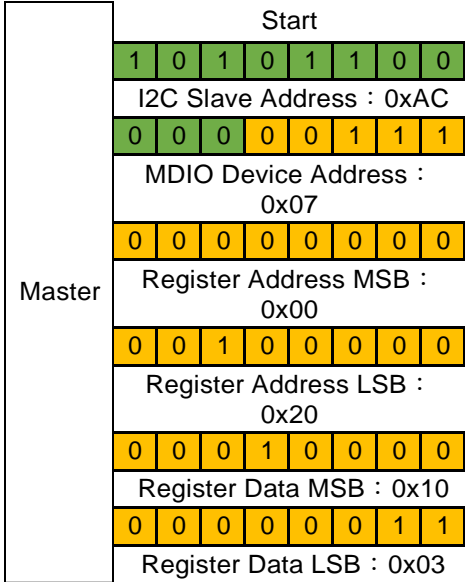 Start
1 0 1 0 1 1 0 0
I2C Slave Address：0xAC
0 0 0 0 0 1 1 1
MDIO Device Address：
0x07
0 0 0 0 0 0 0 0
Master
Register Address MSB：
0x00
0 0 1 0 0 0 0 0
Register Address LSB：
0x20
0 0 0 1 0 0 0 0
Register Data MSB：0x10
0 0 0 0 0 0 1 1
Register Data LSB：0x03